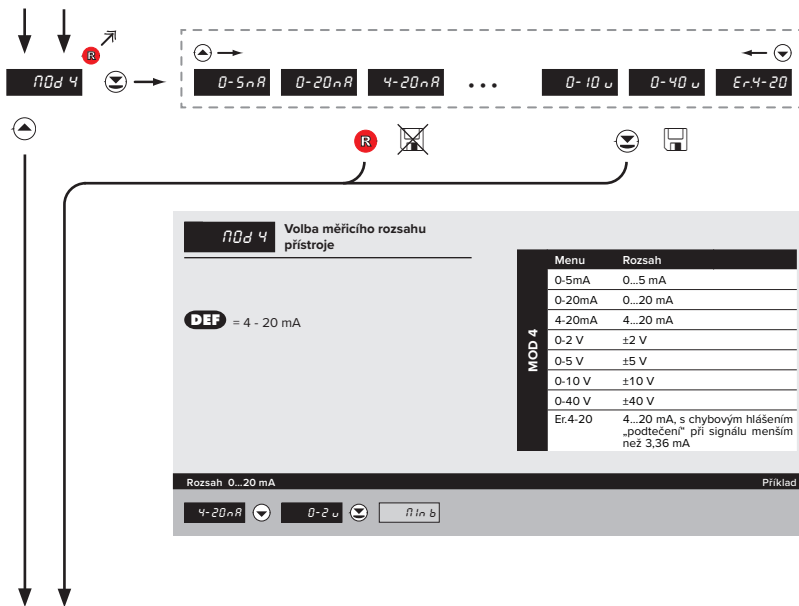 R
MOd 4
0-5mA 0-20mA 4-20mA ... 0-10 V 0-40 V Er.4-20
R
MOd 4
Volba měřicího rozsahu
přístroje
DEF = 4 - 20 mA
MOD 4
Menu Rozsah
0-5mA 0...5 mA
0-20mA 0...20 mA
4-20mA 4...20 mA
0-2 V ±2 V
0-5 V ±5 V
0-10 V ±10 V
0-40 V ±40 V
Er.4-20 4...20 mA, s chybovým hlášením
„podtečení“ při signálu menším
než 3,36 mA
Rozsah 0...20 mA Příklad
4-20mA 0-2 V MIn b